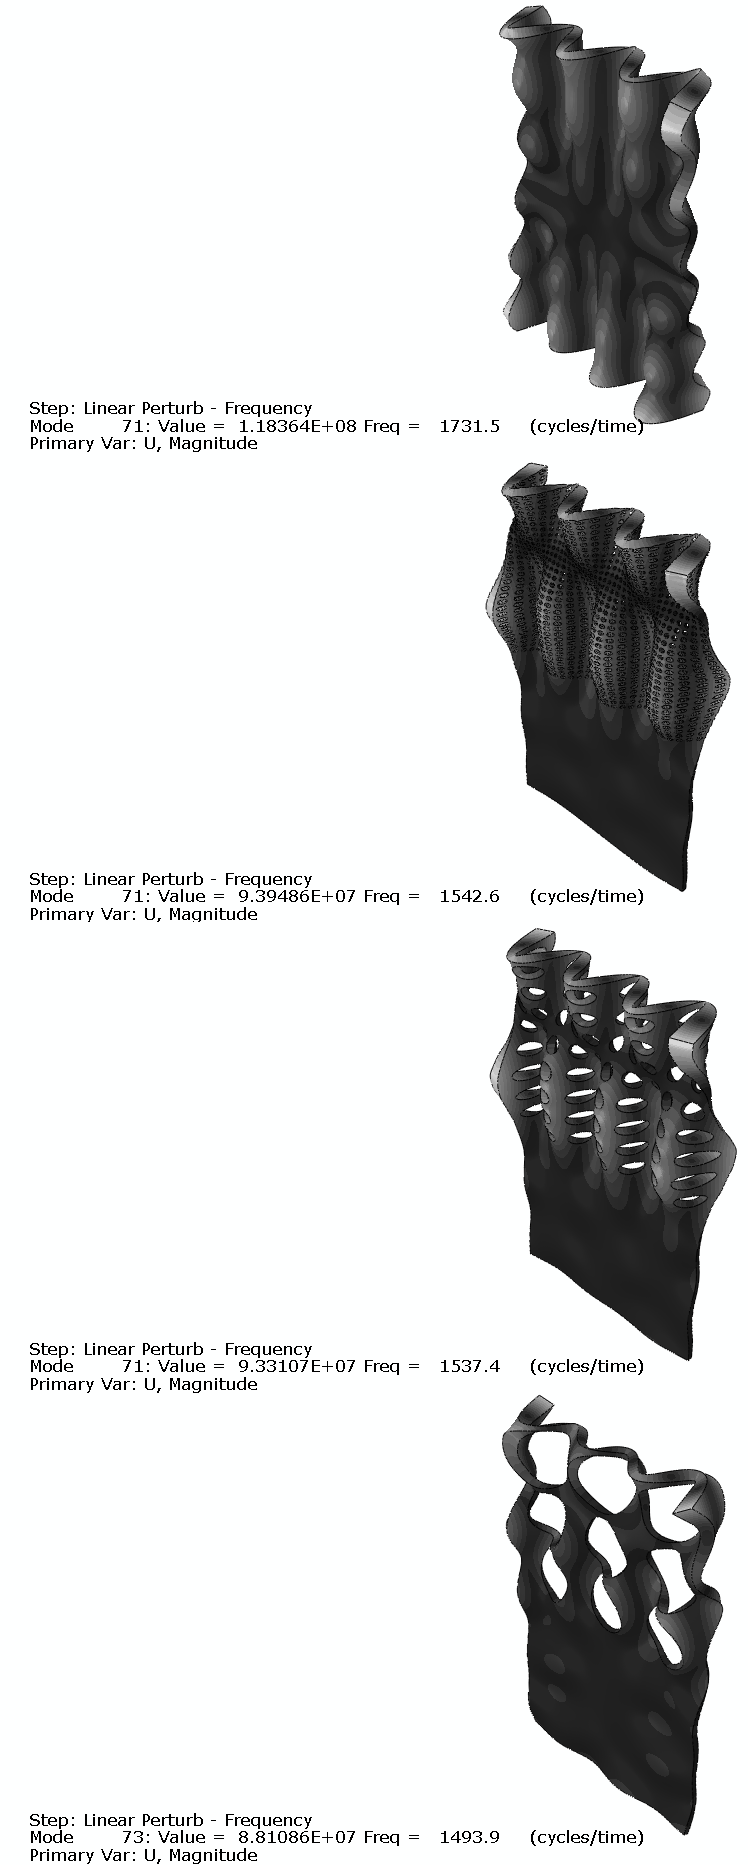 Step: Linear Perturb - Frequency
Mode 71: Value = 1.18364E+08 Freq = 1731.5 (cycles/time)
Primary Var: U, Magnitude
Step: Linear Perturb - Frequency
Mode 71: Value = 9.39486E+07 Freq = 1542.6 (cycles/time)
Primary Var: U, Magnitude
Step: Linear Perturb - Frequency
Mode 71: Value = 9.33107E+07 Freq = 1537.4 (cycles/time)
Primary Var: U, Magnitude
Step: Linear Perturb - Frequency
Mode 73: Value = 8.81086E+07 Freq = 1493.9 (cycles/time)
Primary Var: U, Magnitude